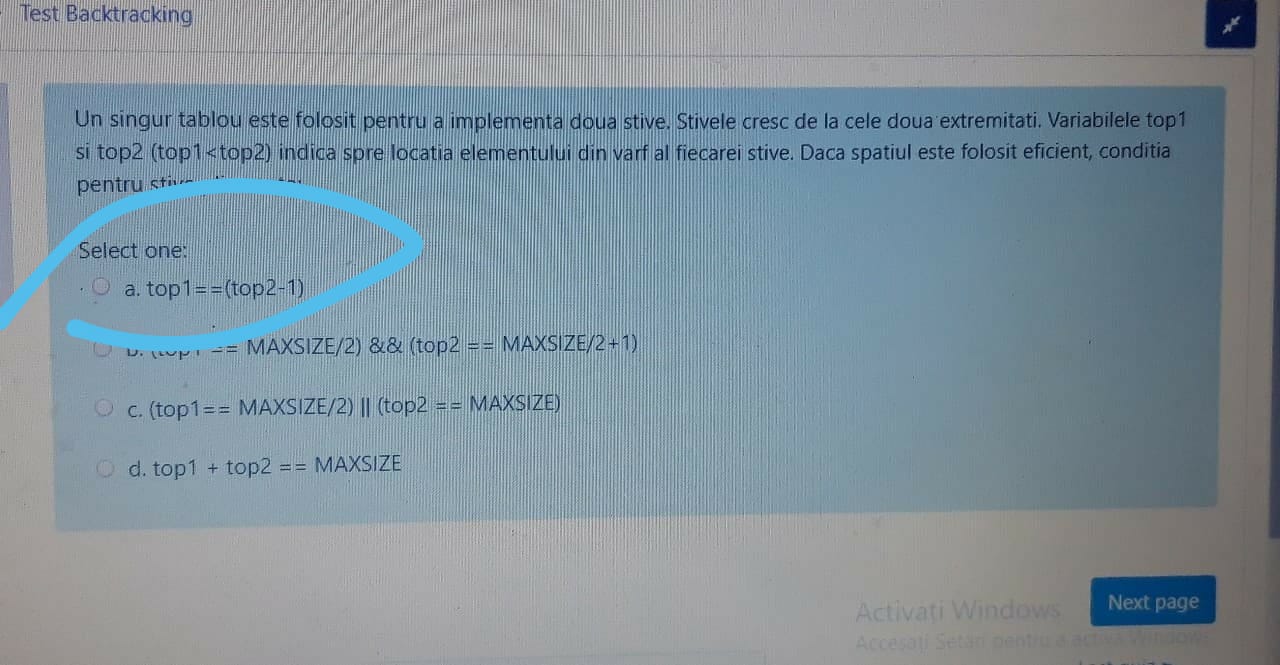 Test Backtracking
Un singur tablou este folosit pentru a implementa doua stive. Stivele cresc de la cele doua extremitati. Variabilele top1
si top2 (top1<top2) indica spre locatia elementului din varf al fiecarei stive. Daca spatiul este folosit eficient, conditia
pentru
Select one:
a. top1==(top2-1)
== MAXSIZE/2) && (top2 == MAXSIZE/2+1)
c. (top1== MAXSIZE/2) || (top2 == MAXSIZE)
d. top1 + top2 == MAXSIZE
Next page
Activați Windows
Accesați Setări pentru a activa Windows